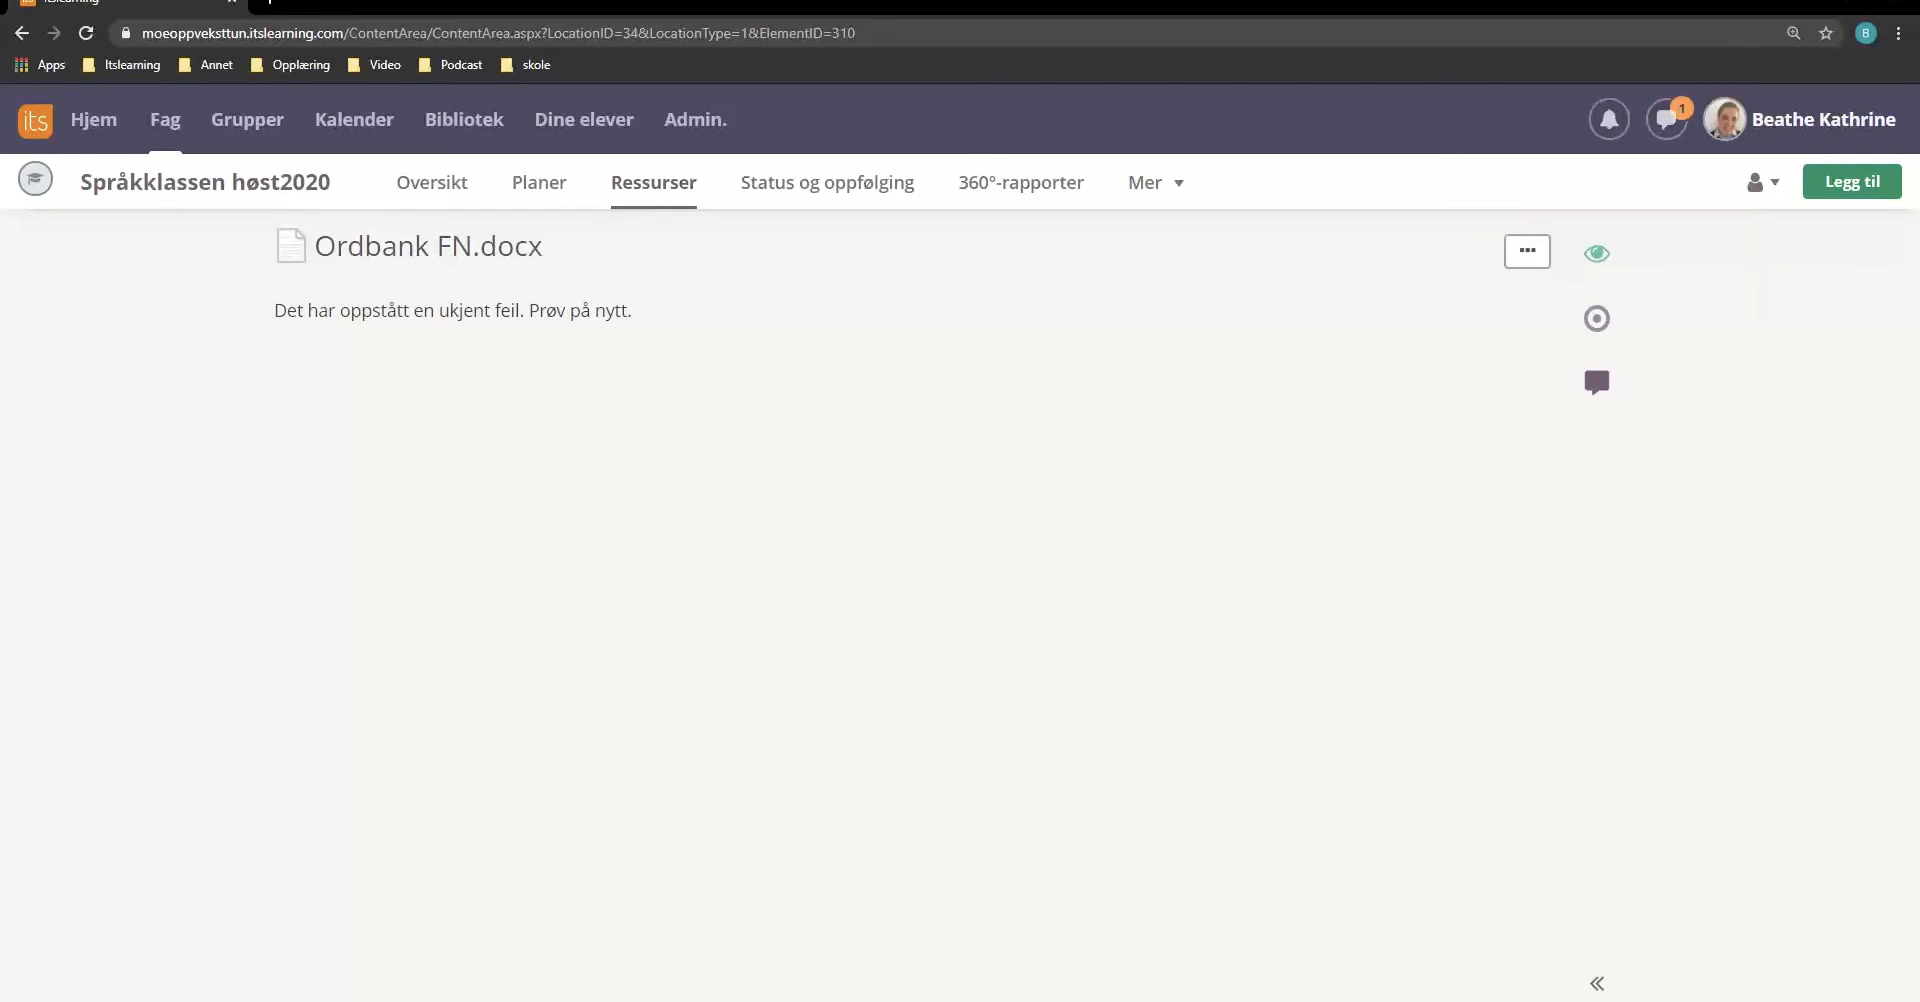 itslearning
moeoppveksttun.itslearning.com/ContentArea/ContentArea.aspx?LocationID=34&LocationType=1&ElementID=310
B
Apps Itslearning Annet Opplæring Video Podcast skole
its Hjem Fag Grupper Kalender Bibliotek Dine elever Admin. 1 Beathe Kathrine
Språkklassen høst2020 Oversikt Planer Ressurser Status og oppfølging 360°-rapporter Mer Legg til
Ordbank FN.docx
Det har oppstått en ukjent feil. Prøv på nytt.